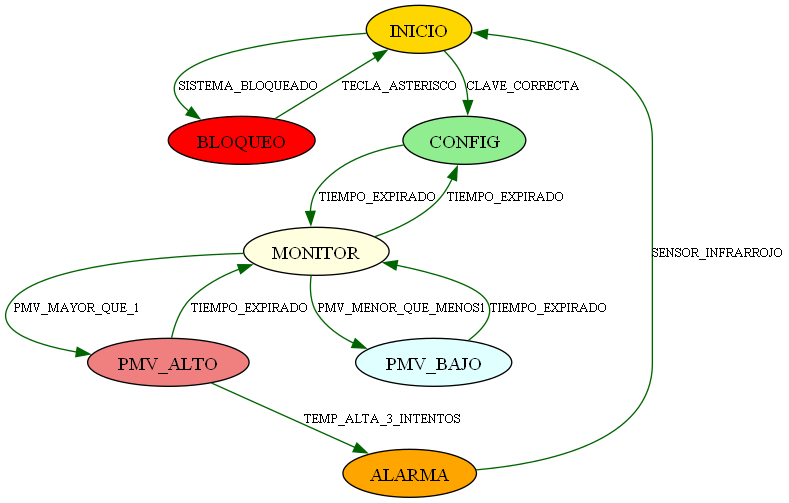 INICIO
SISTEMA_BLOQUEADO
TECLA_ASTERISCO
CLAVE_CORRECTA
BLOQUEO
CONFIG
TIEMPO_EXPIRADO
TIEMPO_EXPIRADO
MONITOR
SENSOR_INFRARROJO
PMV_MAYOR_QUE_1
TIEMPO_EXPIRADO
PMV_MENOR_QUE_MENOS1
TIEMPO_EXPIRADO
PMV_ALTO
PMV_BAJO
TEMP_ALTA_3_INTENTOS
ALARMA